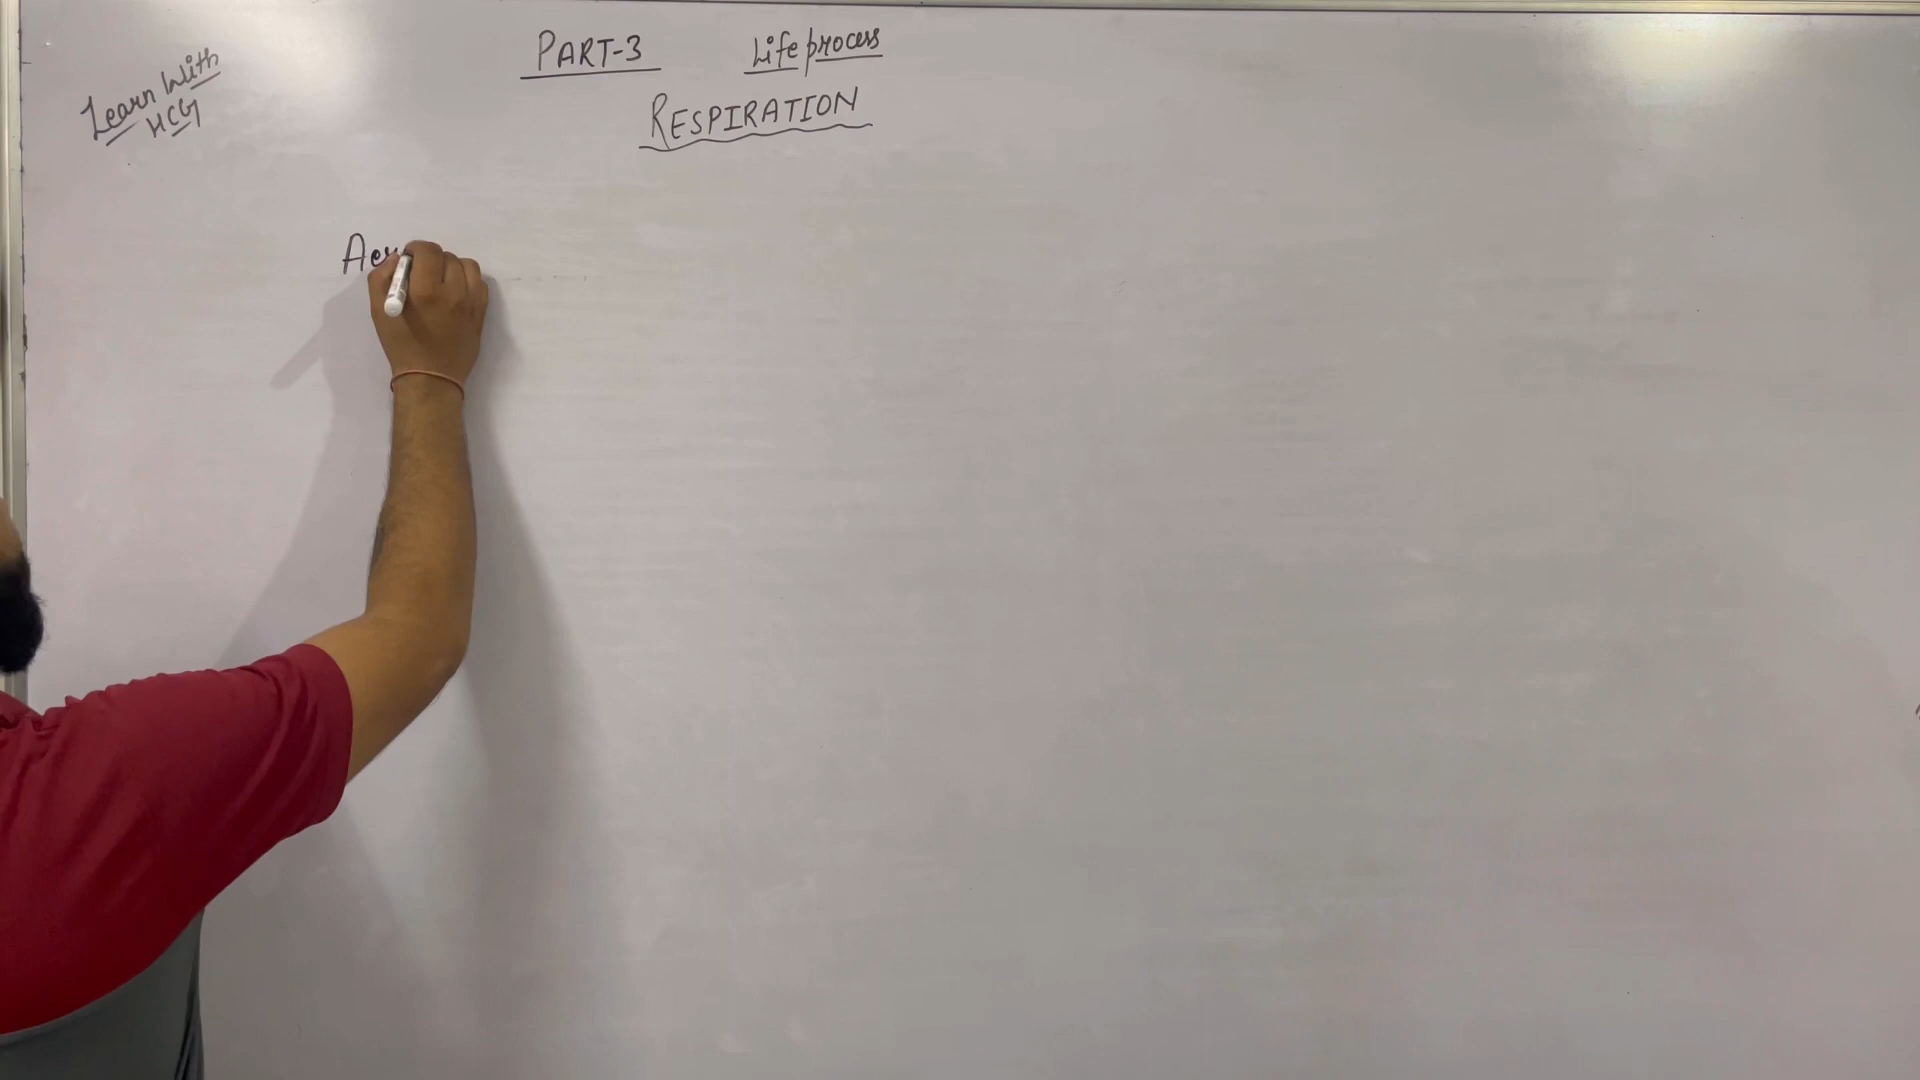 PART-3 Life process
Learn With
HCG
RESPIRATION
Aer